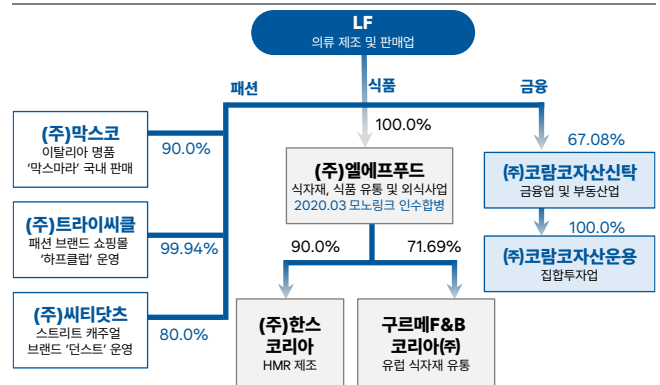 LF
의류 제조 및 판매업
패션
식품
금융
(주)막스코
이탈리아 명품
‘막스마라’ 국내 판매
90.0%
(주)트라이씨클
패션 브랜드 쇼핑몰
‘하프클럽’ 운영
99.94%
(주)씨티닷츠
스트리트 캐주얼
브랜드 ‘던스트’ 운영
80.0%
100.0%
(주)엘에프푸드
식자재, 식품 유통 및 외식사업
2020.03 모노링크 인수합병
90.0%
71.69%
(주)한스
코리아
HMR 제조
구르메F&B
코리아㈜
유럽 식자재 유통
67.08%
㈜코람코자산신탁
금융업 및 부동산업
100.0%
㈜코람코자산운용
집합투자업